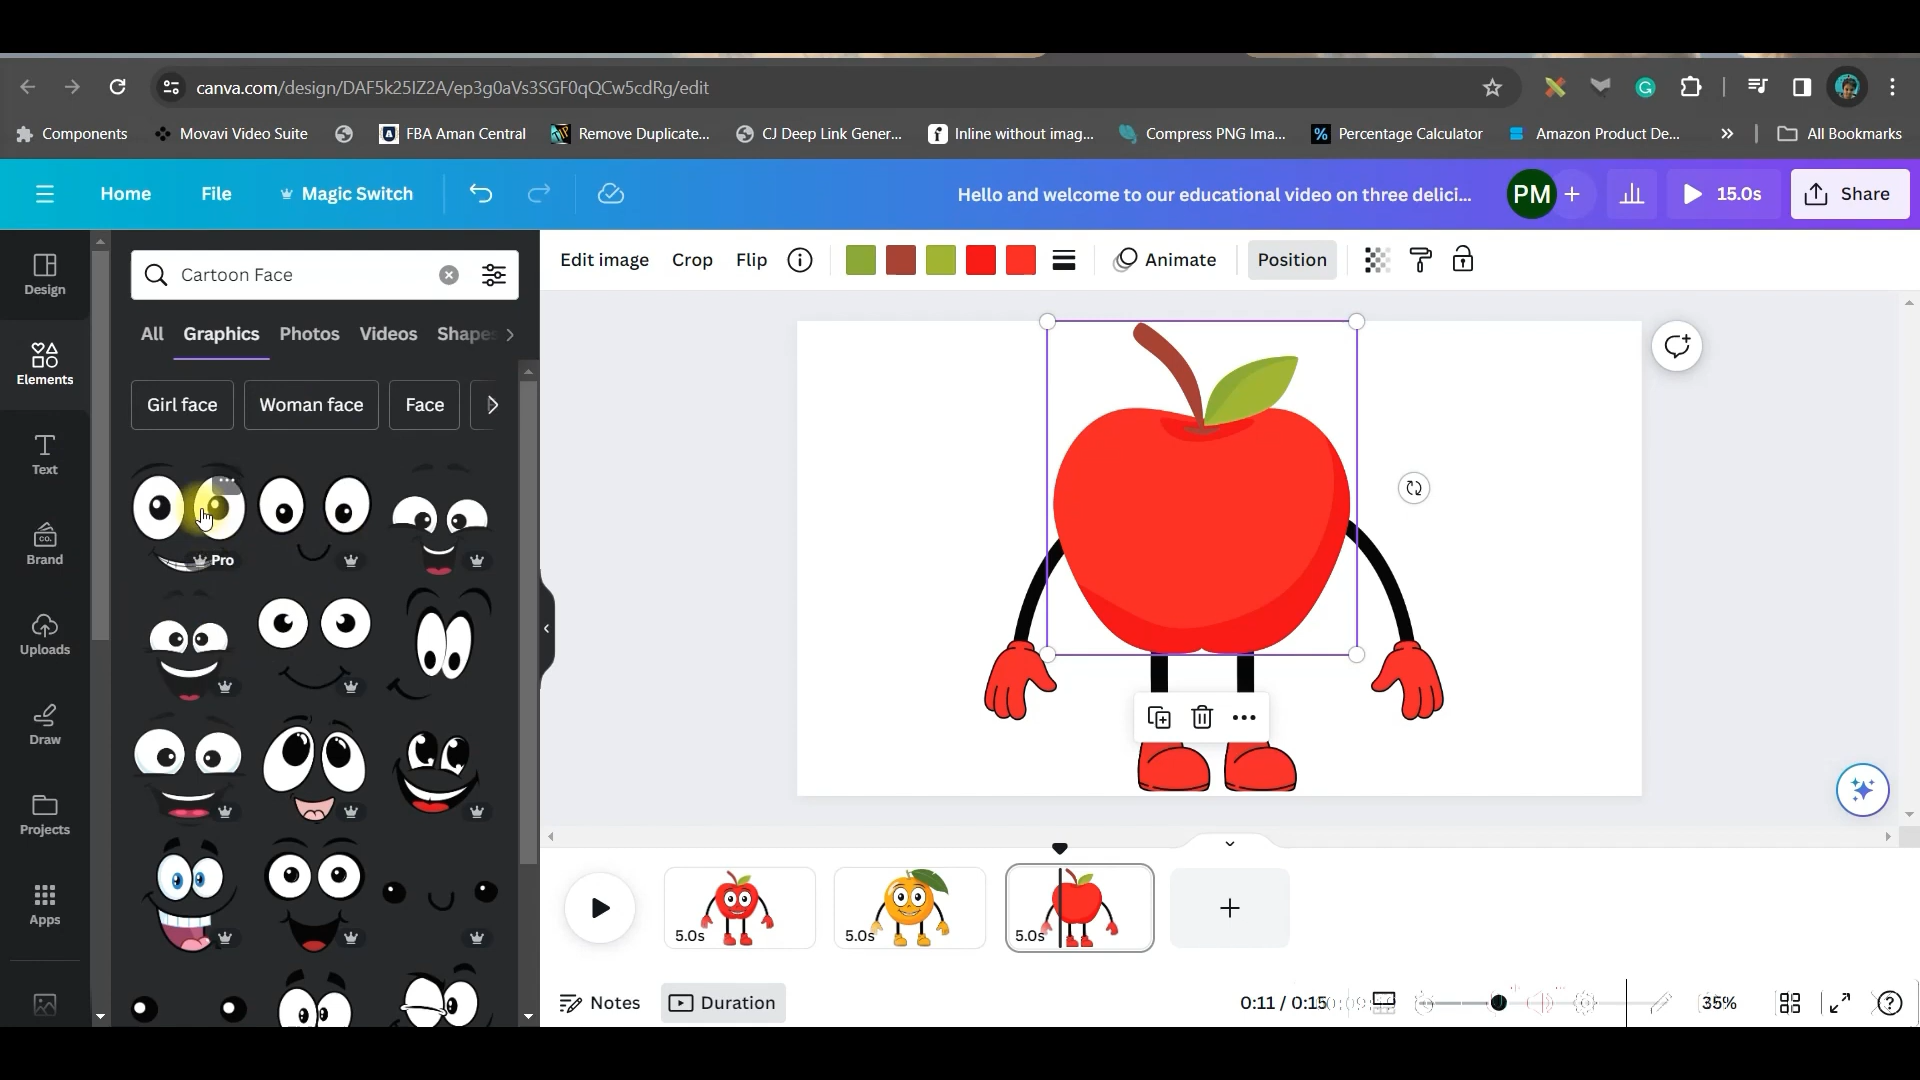 canva.com/design/DAF5k25IZ2A/ep3g0aVs3SGF0qQCw5cdRg/edit
Components Movavi Video Suite FBA Aman Central Remove Duplicate... CJ Deep Link Gener... Inline without imag... Compress PNG Ima... Percentage Calculator Amazon Product De... All Bookmarks
Home File Magic Switch Hello and welcome to our educational video on three delici... PM 15.0s Share
Design
Elements
Text
Brand
Uploads
Draw
Projects
Apps
Cartoon Face
All Graphics Photos Videos Shapes
Girl face Woman face Face
Pro
Edit image Crop Flip Animate Position
5.0s 5.0s 5.0s
Notes Duration 0:11 / 0:15 35%